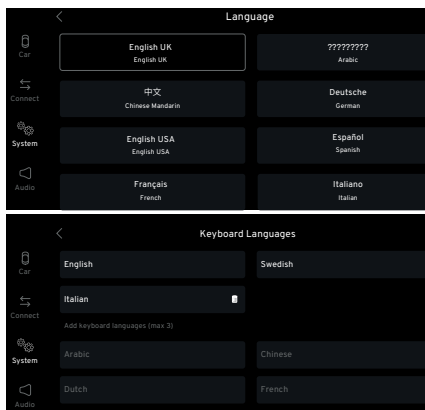 Language
English UK
English UK
?????????
Arabic
Car
中文
Chinese Mandarin
Deutsche
German
Connect
English USA
English USA
Español
Spanish
System
Français
French
Italiano
Italian
Audio
Keyboard Languages
English
Swedish
Car
Italian
Connect
Add keyboard languages (max 3)
Arabic
Chinese
System
Dutch
French
Audio